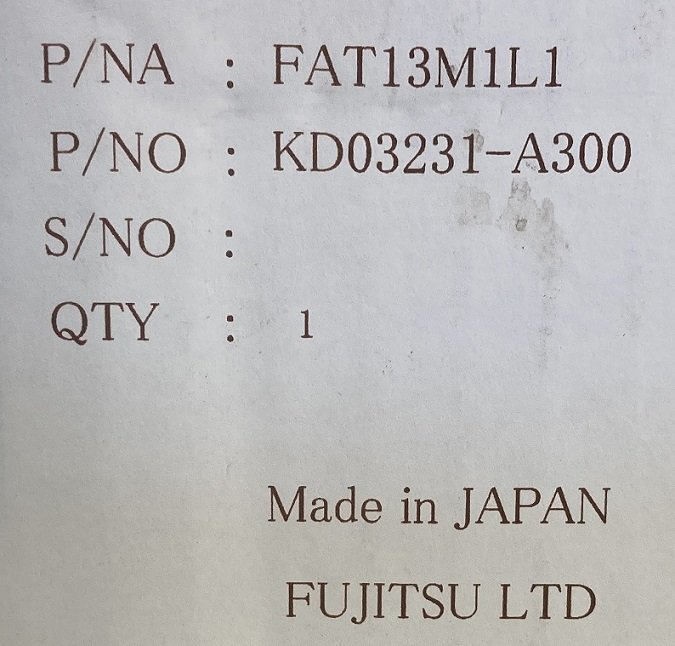 P/NA : FAT13M1L1
P/NO : KD03231-A300
S/NO :
QTY : 1
Made in JAPAN
FUJITSU LTD